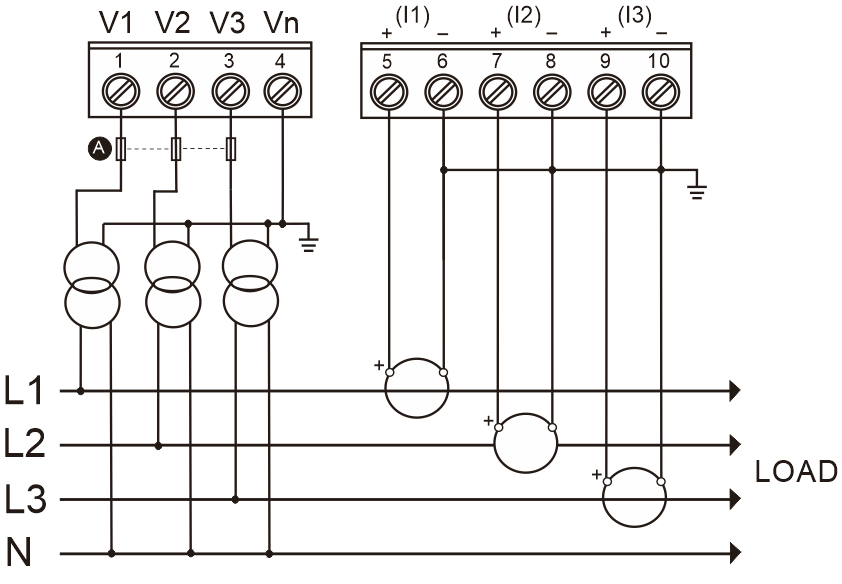 V1 V2 V3 Vn
+ (I1) − + (I2) − + (I3) −
1 2 3 4
5 6 7 8 9 10
A
+
L1
+
L2
LOAD
+
L3
N